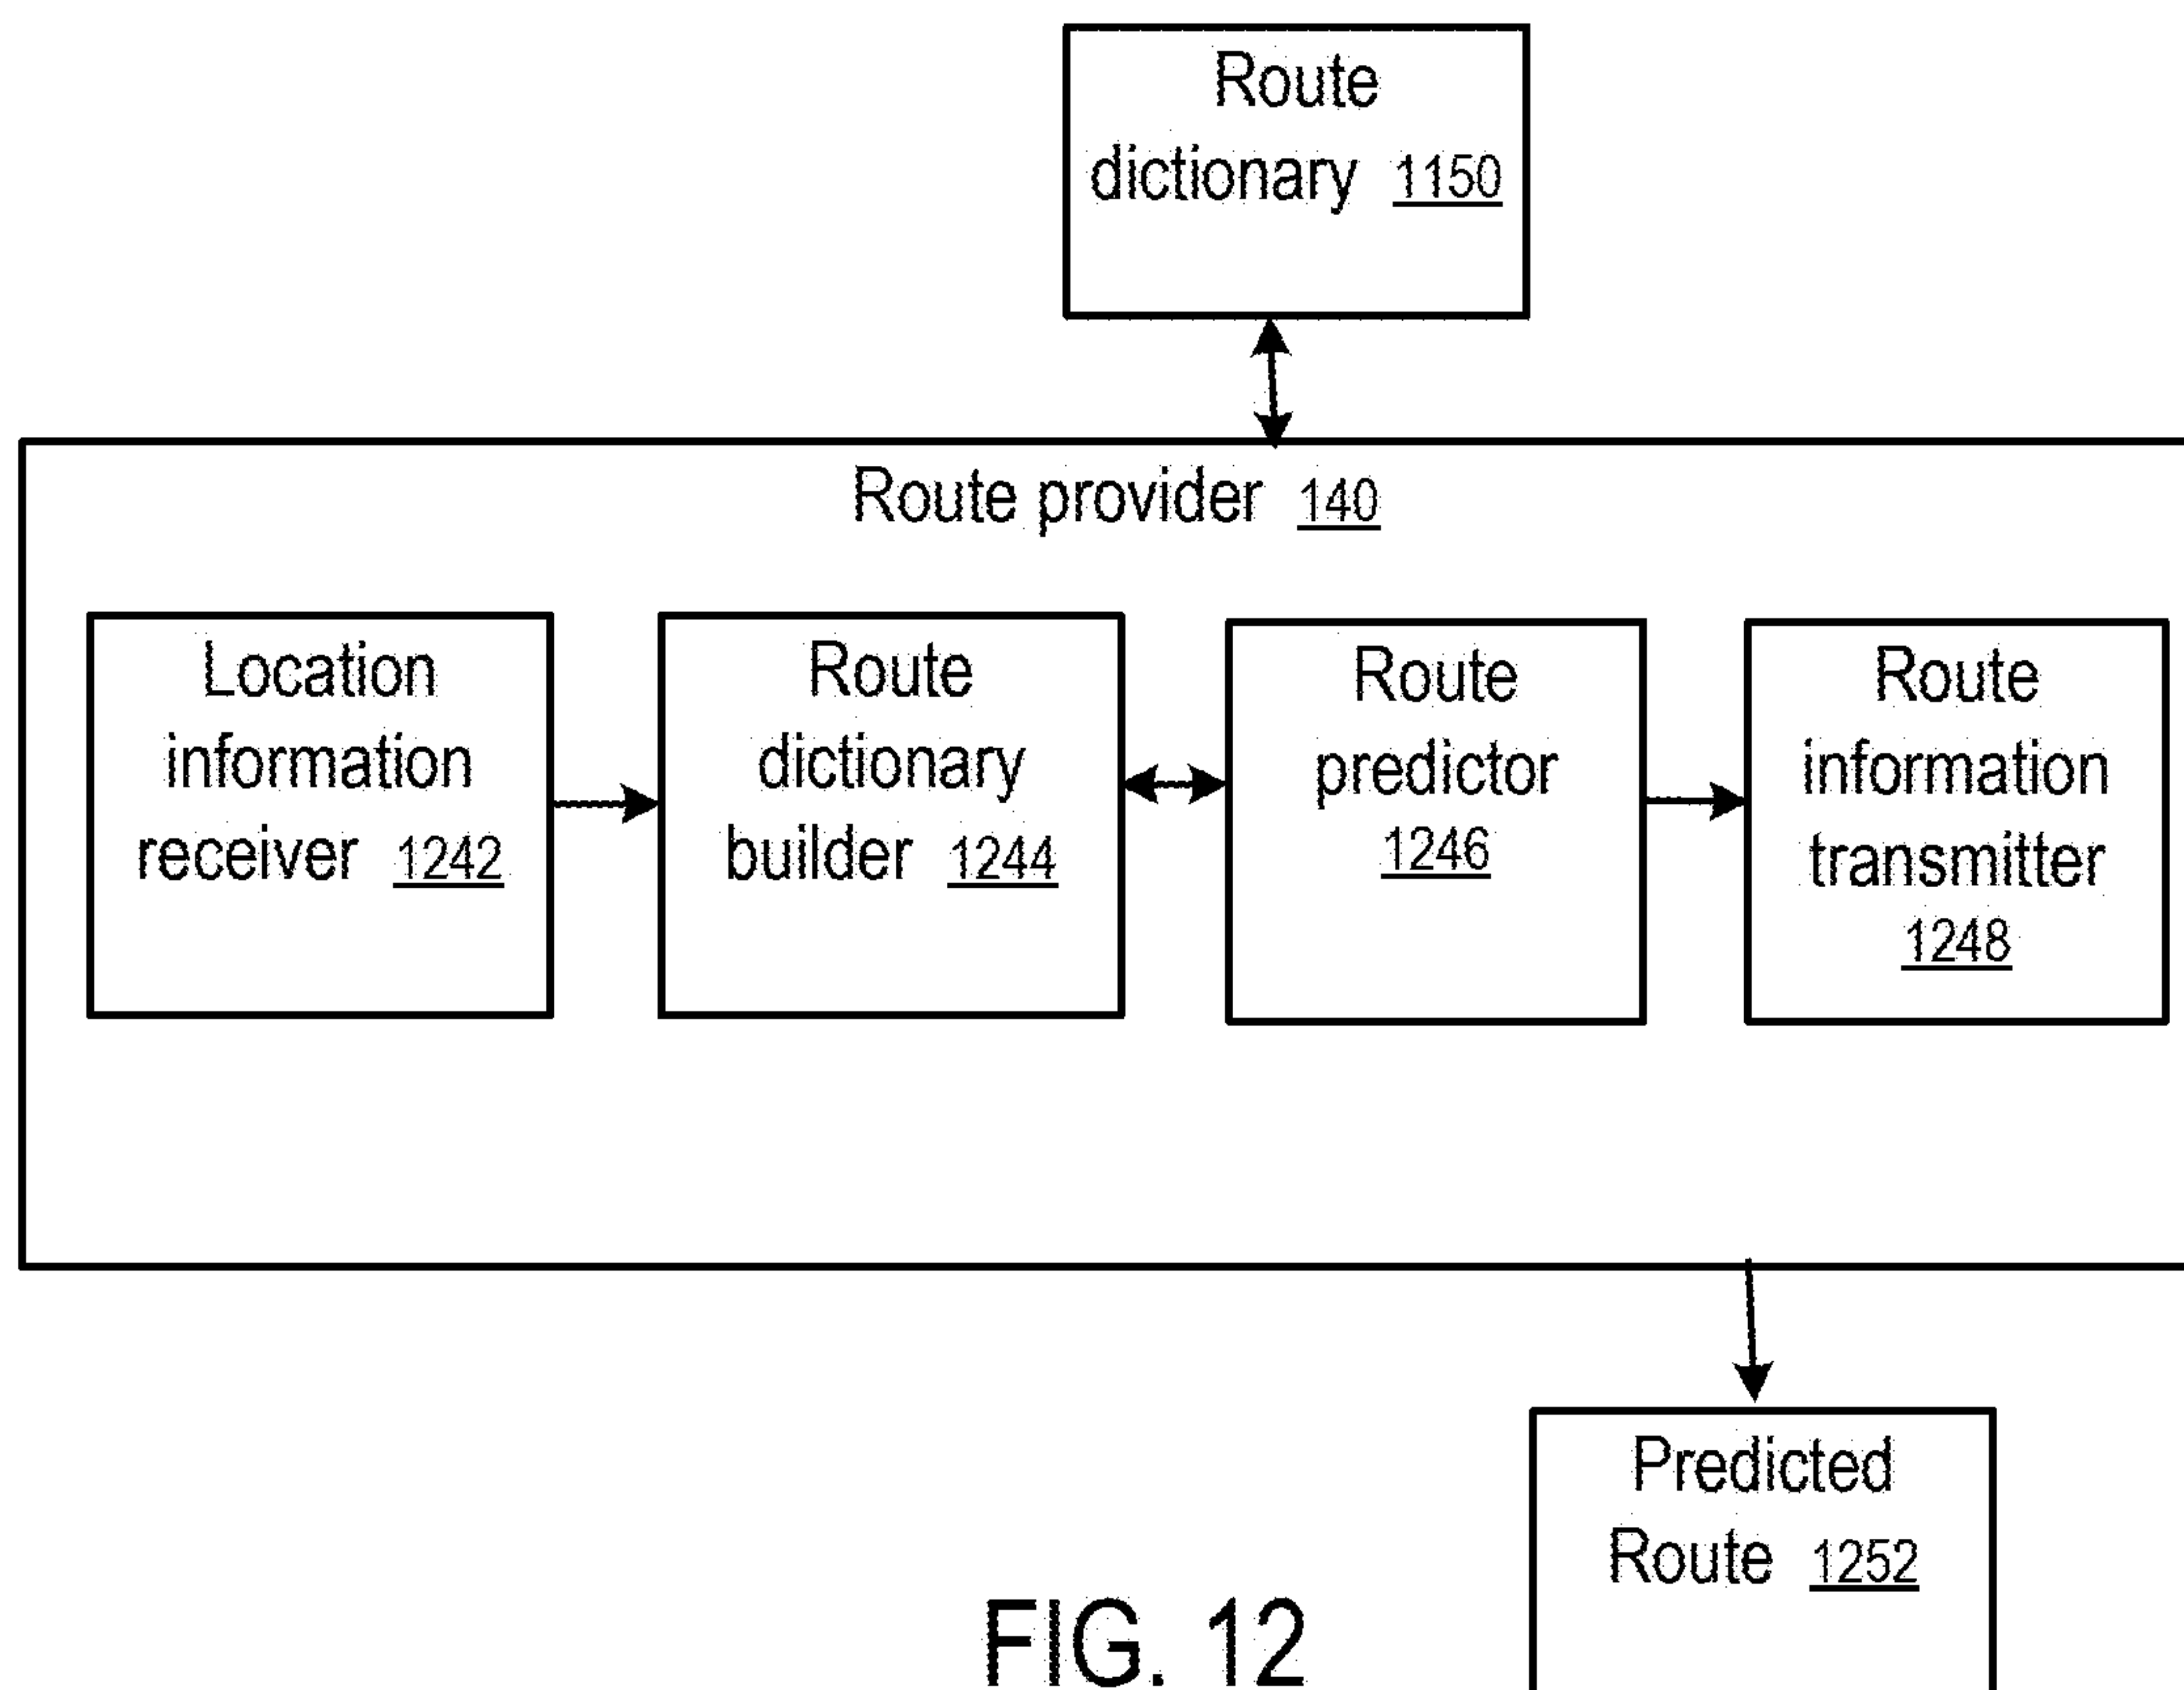 Route
dictionary 1150
Route provider 140
Location
information
receiver 1242
Route
dictionary
builder 1244
Route
predictor
1246
Route
information
transmitter
1248
Predicted
Route 1252
FIG. 12